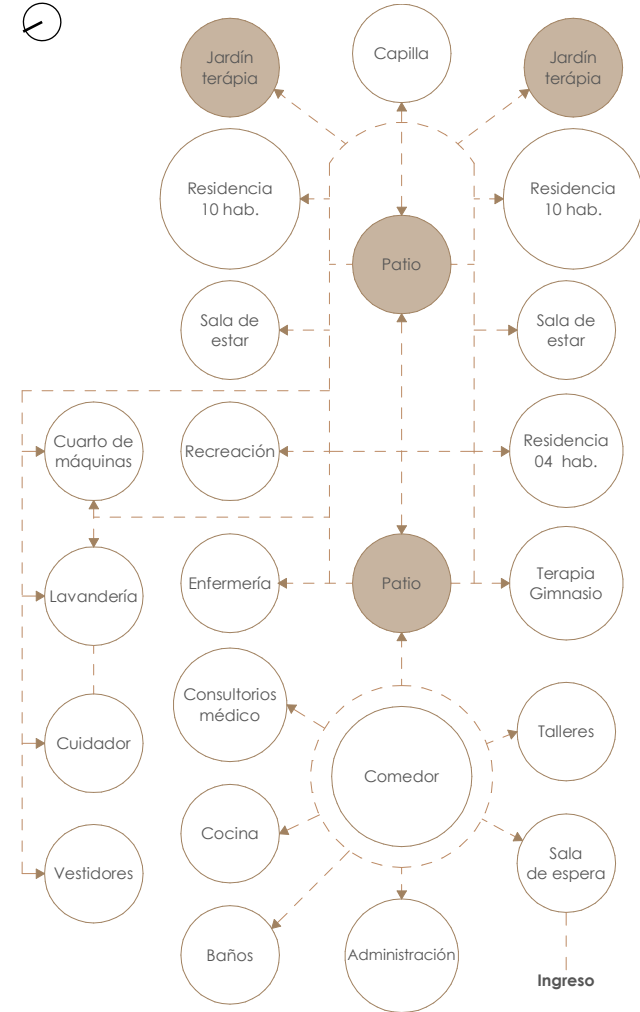 Jardín
terápia
Capilla
Jardín
terápia
Residencia
10 hab.
Residencia
10 hab.
Patio
Sala de
estar
Sala de
estar
Cuarto de
máquinas
Recreación
Residencia
04 hab.
Lavandería
Enfermería
Patio
Terapia
Gimnasio
Consultorios
médico
Cuidador
Comedor
Talleres
Cocina
Vestidores
Sala
de espera
Baños
Administración
Ingreso